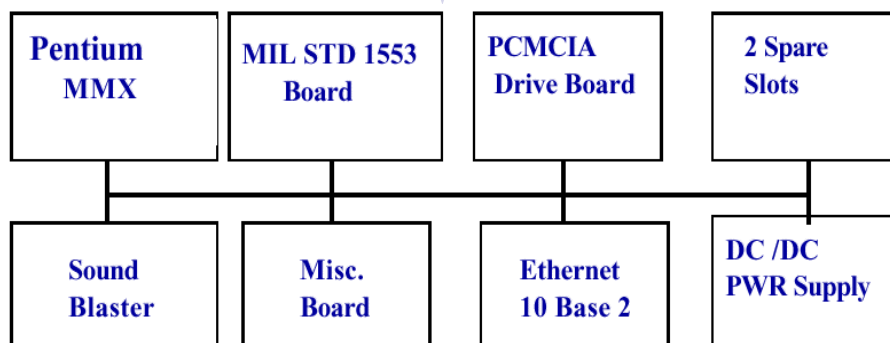 Pentium
MMX
MIL STD 1553
Board
PCMCIA
Drive Board
2 Spare
Slots
Sound
Blaster
Misc.
Board
Ethernet
10 Base 2
DC /DC
PWR Supply